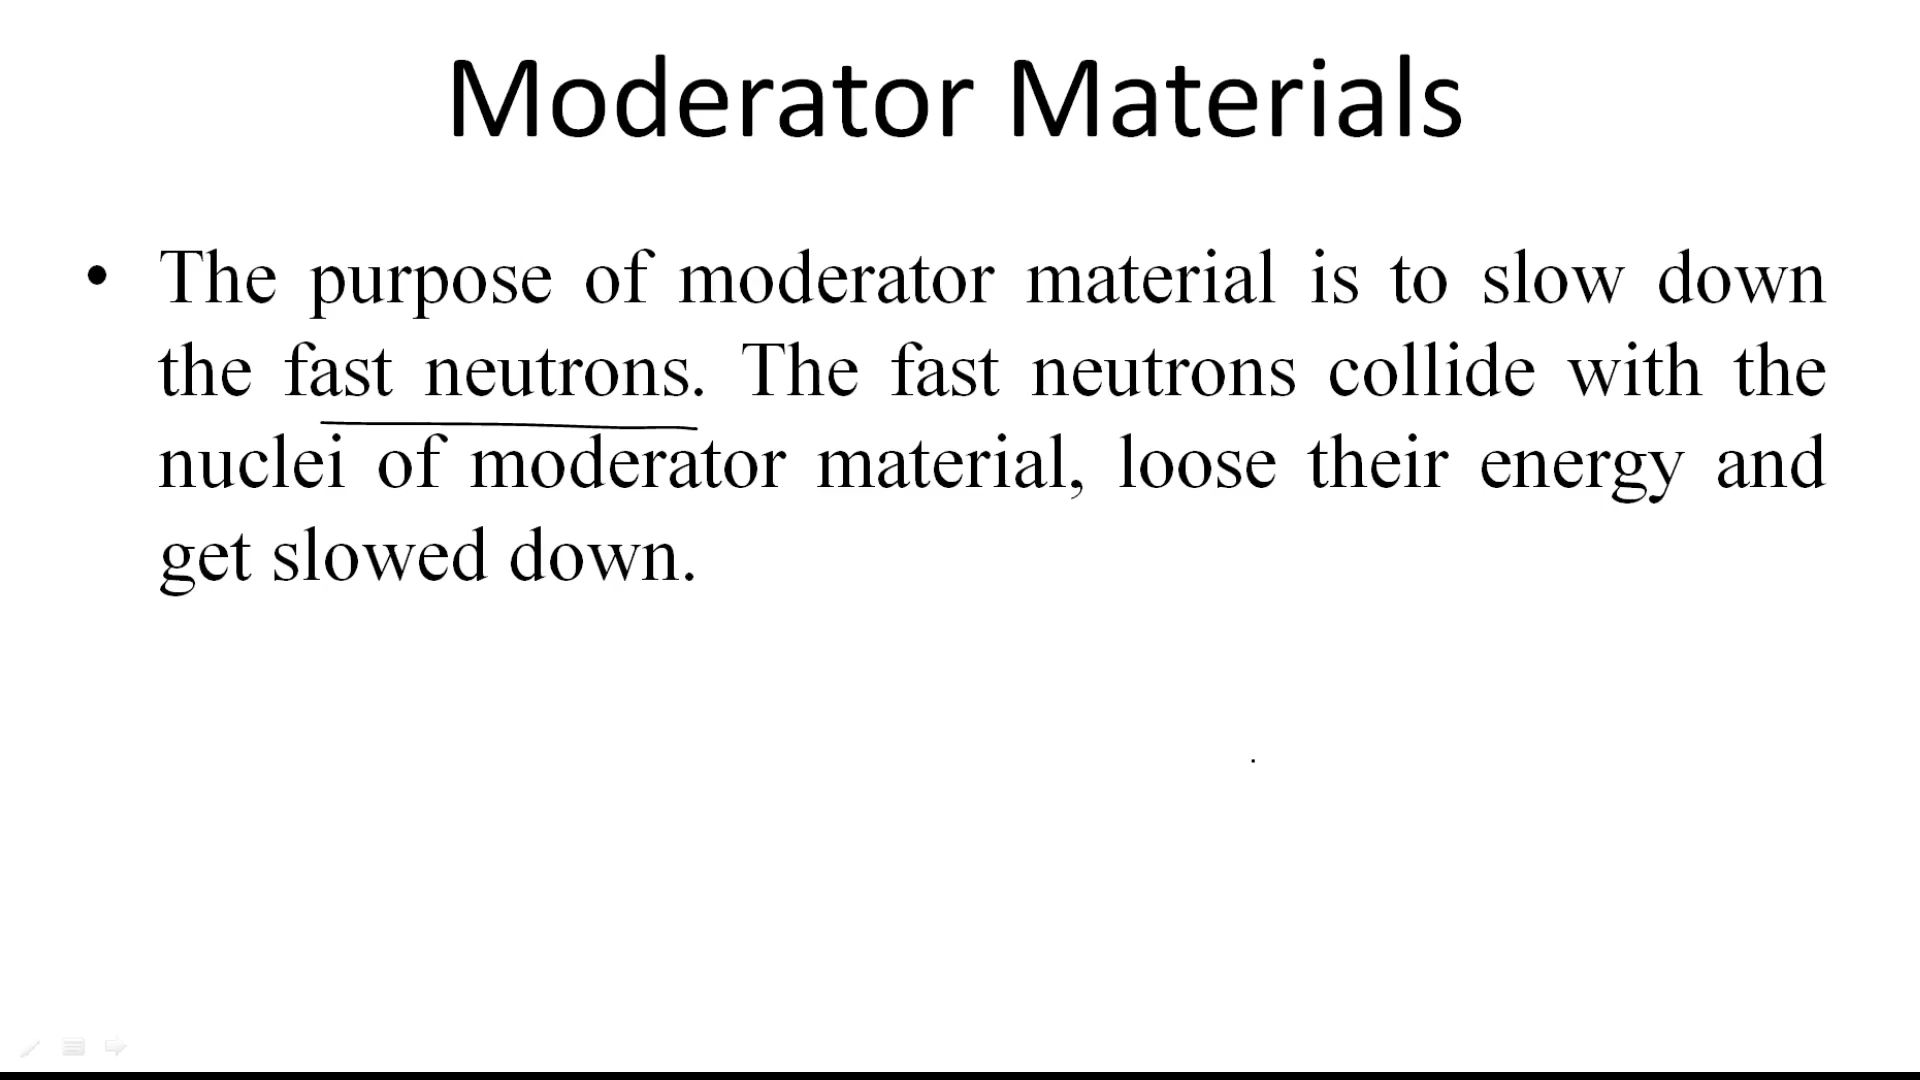 Moderator Materials
• The purpose of moderator material is to slow down
the fast neutrons. The fast neutrons collide with the
nuclei of moderator material, loose their energy and
get slowed down.